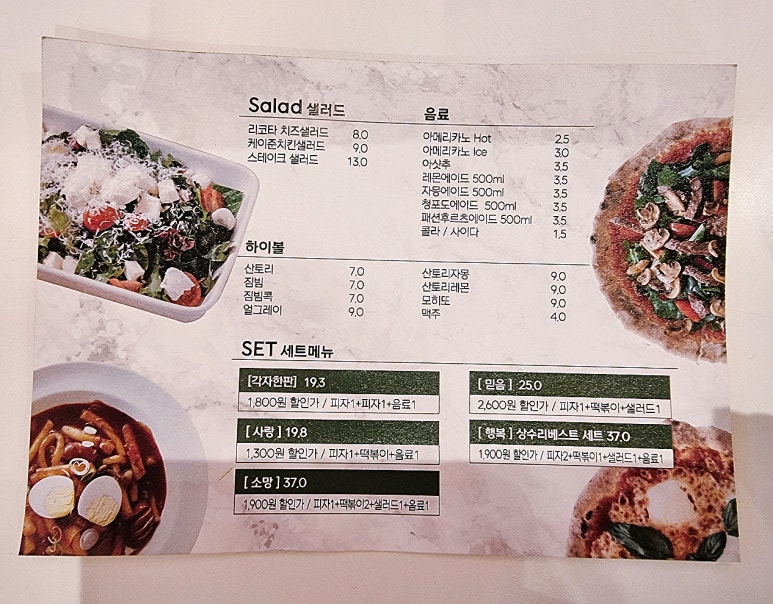 Salad 샐러드
리코타 치즈샐러드 8.0
케이준치킨샐러드 9.0
스테이크 샐러드 13.0
음료
아메리카노 Hot 2.5
아메리카노 Ice 3.0
아샷추 3.5
레몬에이드 500ml 3.5
자몽에이드 500ml 3.5
청포도에이드 500ml 3.5
패션후르츠에이드 500ml 3.5
콜라 / 사이다 1.5
하이볼
산토리 7.0
짐빔 7.0
짐빔콕 7.0
얼그레이 9.0
산토리자몽 9.0
산토리레몬 9.0
모히또 9.0
맥주 4.0
SET 세트메뉴
[각자한판] 19.3
1,800원 할인가 / 피자1+피자1+음료1
[ 사랑 ] 19.8
1,300원 할인가 / 피자1+떡볶이+음료1
[ 소망 ] 37.0
1,900원 할인가 / 피자1+떡볶이2+샐러드1+음료1
[ 믿음 ] 25.0
2,600원 할인가 / 피자1+떡볶이+샐러드1
[ 행복 ] 상수리베스트 세트 37.0
1,900원 할인가 / 피자2+떡볶이1+샐러드1+음료1